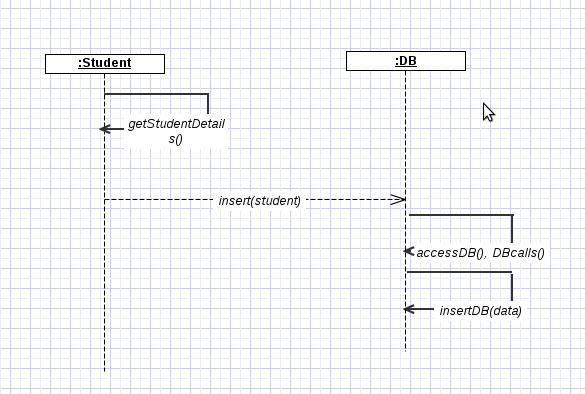 :Student
:DB
getStudentDetail
s()
insert(student)
accessDB(), DBcalls()
insertDB(data)